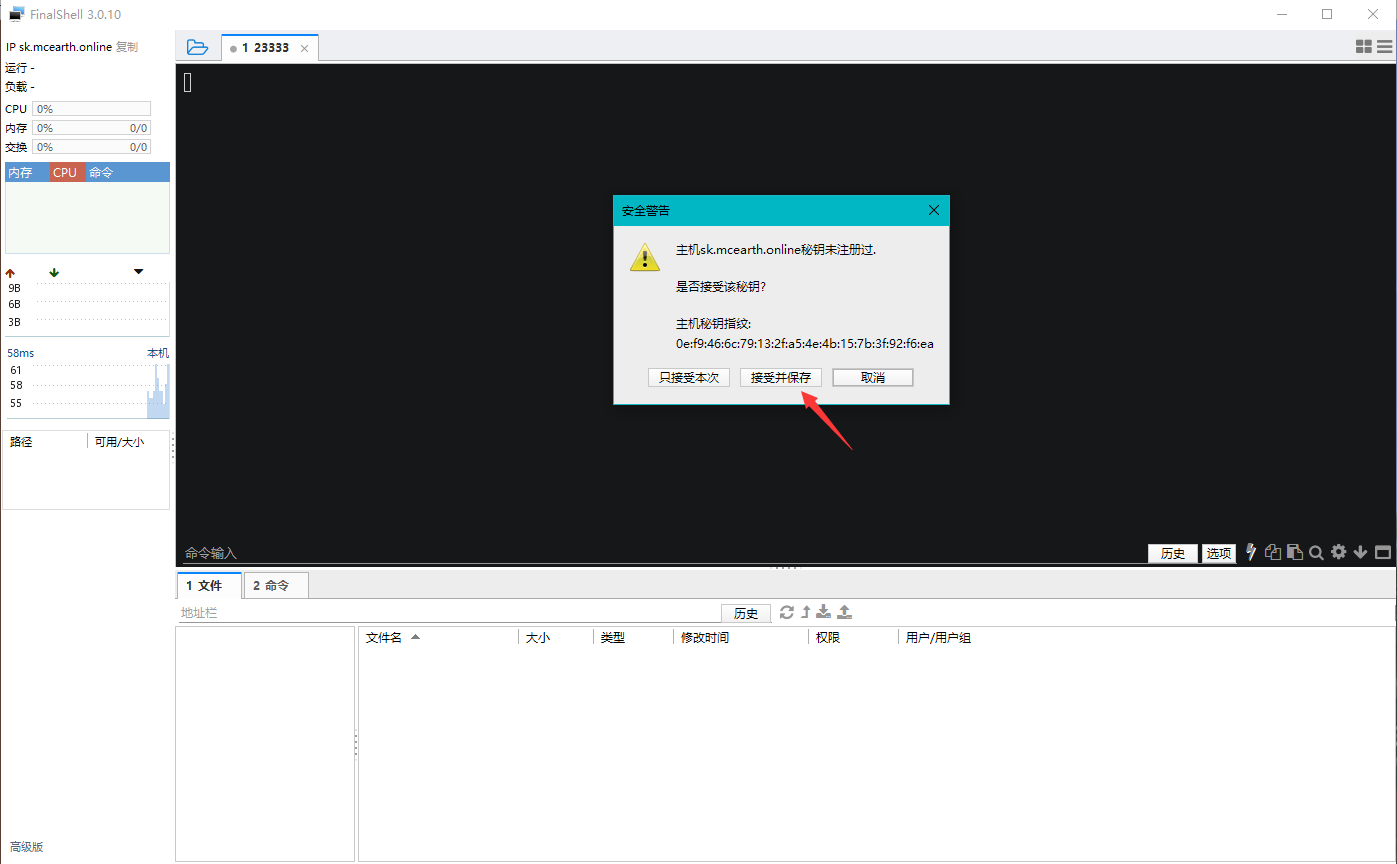 FinalShell 3.0.10
IP sk.mcearth.online 复制
运行 -
负载 -
CPU 0%
内存 0% 0/0
交换 0% 0/0
内存 CPU 命令
9B
6B
3B
58ms 本机
61
58
55
路径 可用/大小
高级版
1 23333
安全警告
主机sk.mcearth.online秘钥未注册过.
是否接受该秘钥?
主机秘钥指纹:
0e:f9:46:6c:79:13:2f:a5:4e:4b:15:7b:3f:92:f6:ea
只接受本次 接受并保存 取消
命令输入 历史 选项
1 文件 2 命令
地址栏 历史
文件名 大小 类型 修改时间 权限 用户/用户组